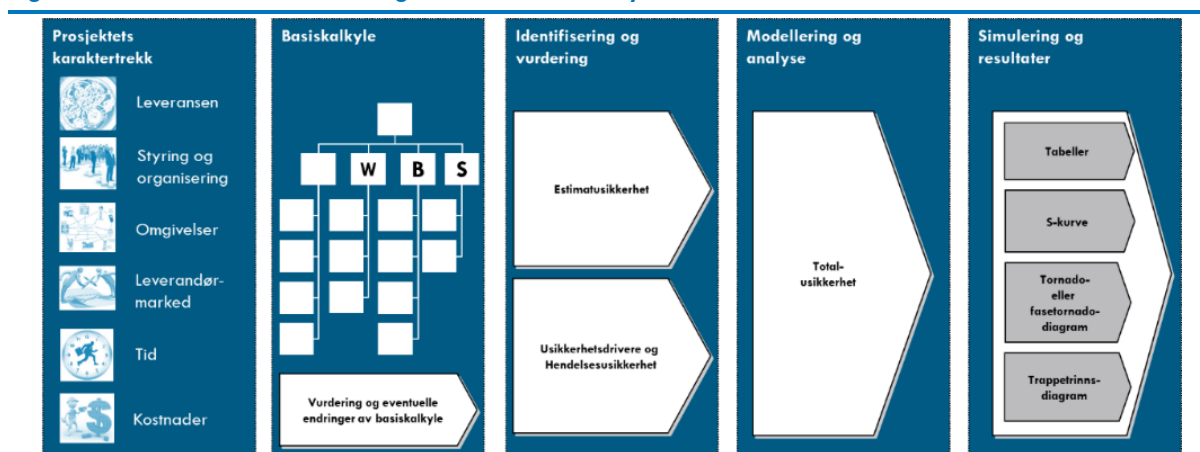 Prosjektets
karaktertrekk
Leveransen
Styring og
organisering
Omgivelser
Leverandør-
marked
Tid
Kostnader
Basiskalkyle
W B S
Vurdering og eventuelle
endringer av basiskalkyle
Identifisering og
vurdering
Estimatusikkerhet
Usikkerhetsdrivere og
Hendelsesusikkerhet
Modellering og
analyse
Total-
usikkerhet
Simulering og
resultater
Tabeller
S-kurve
Tornado-
eller
fasetornado-
diagram
Trappetrinns-
diagram